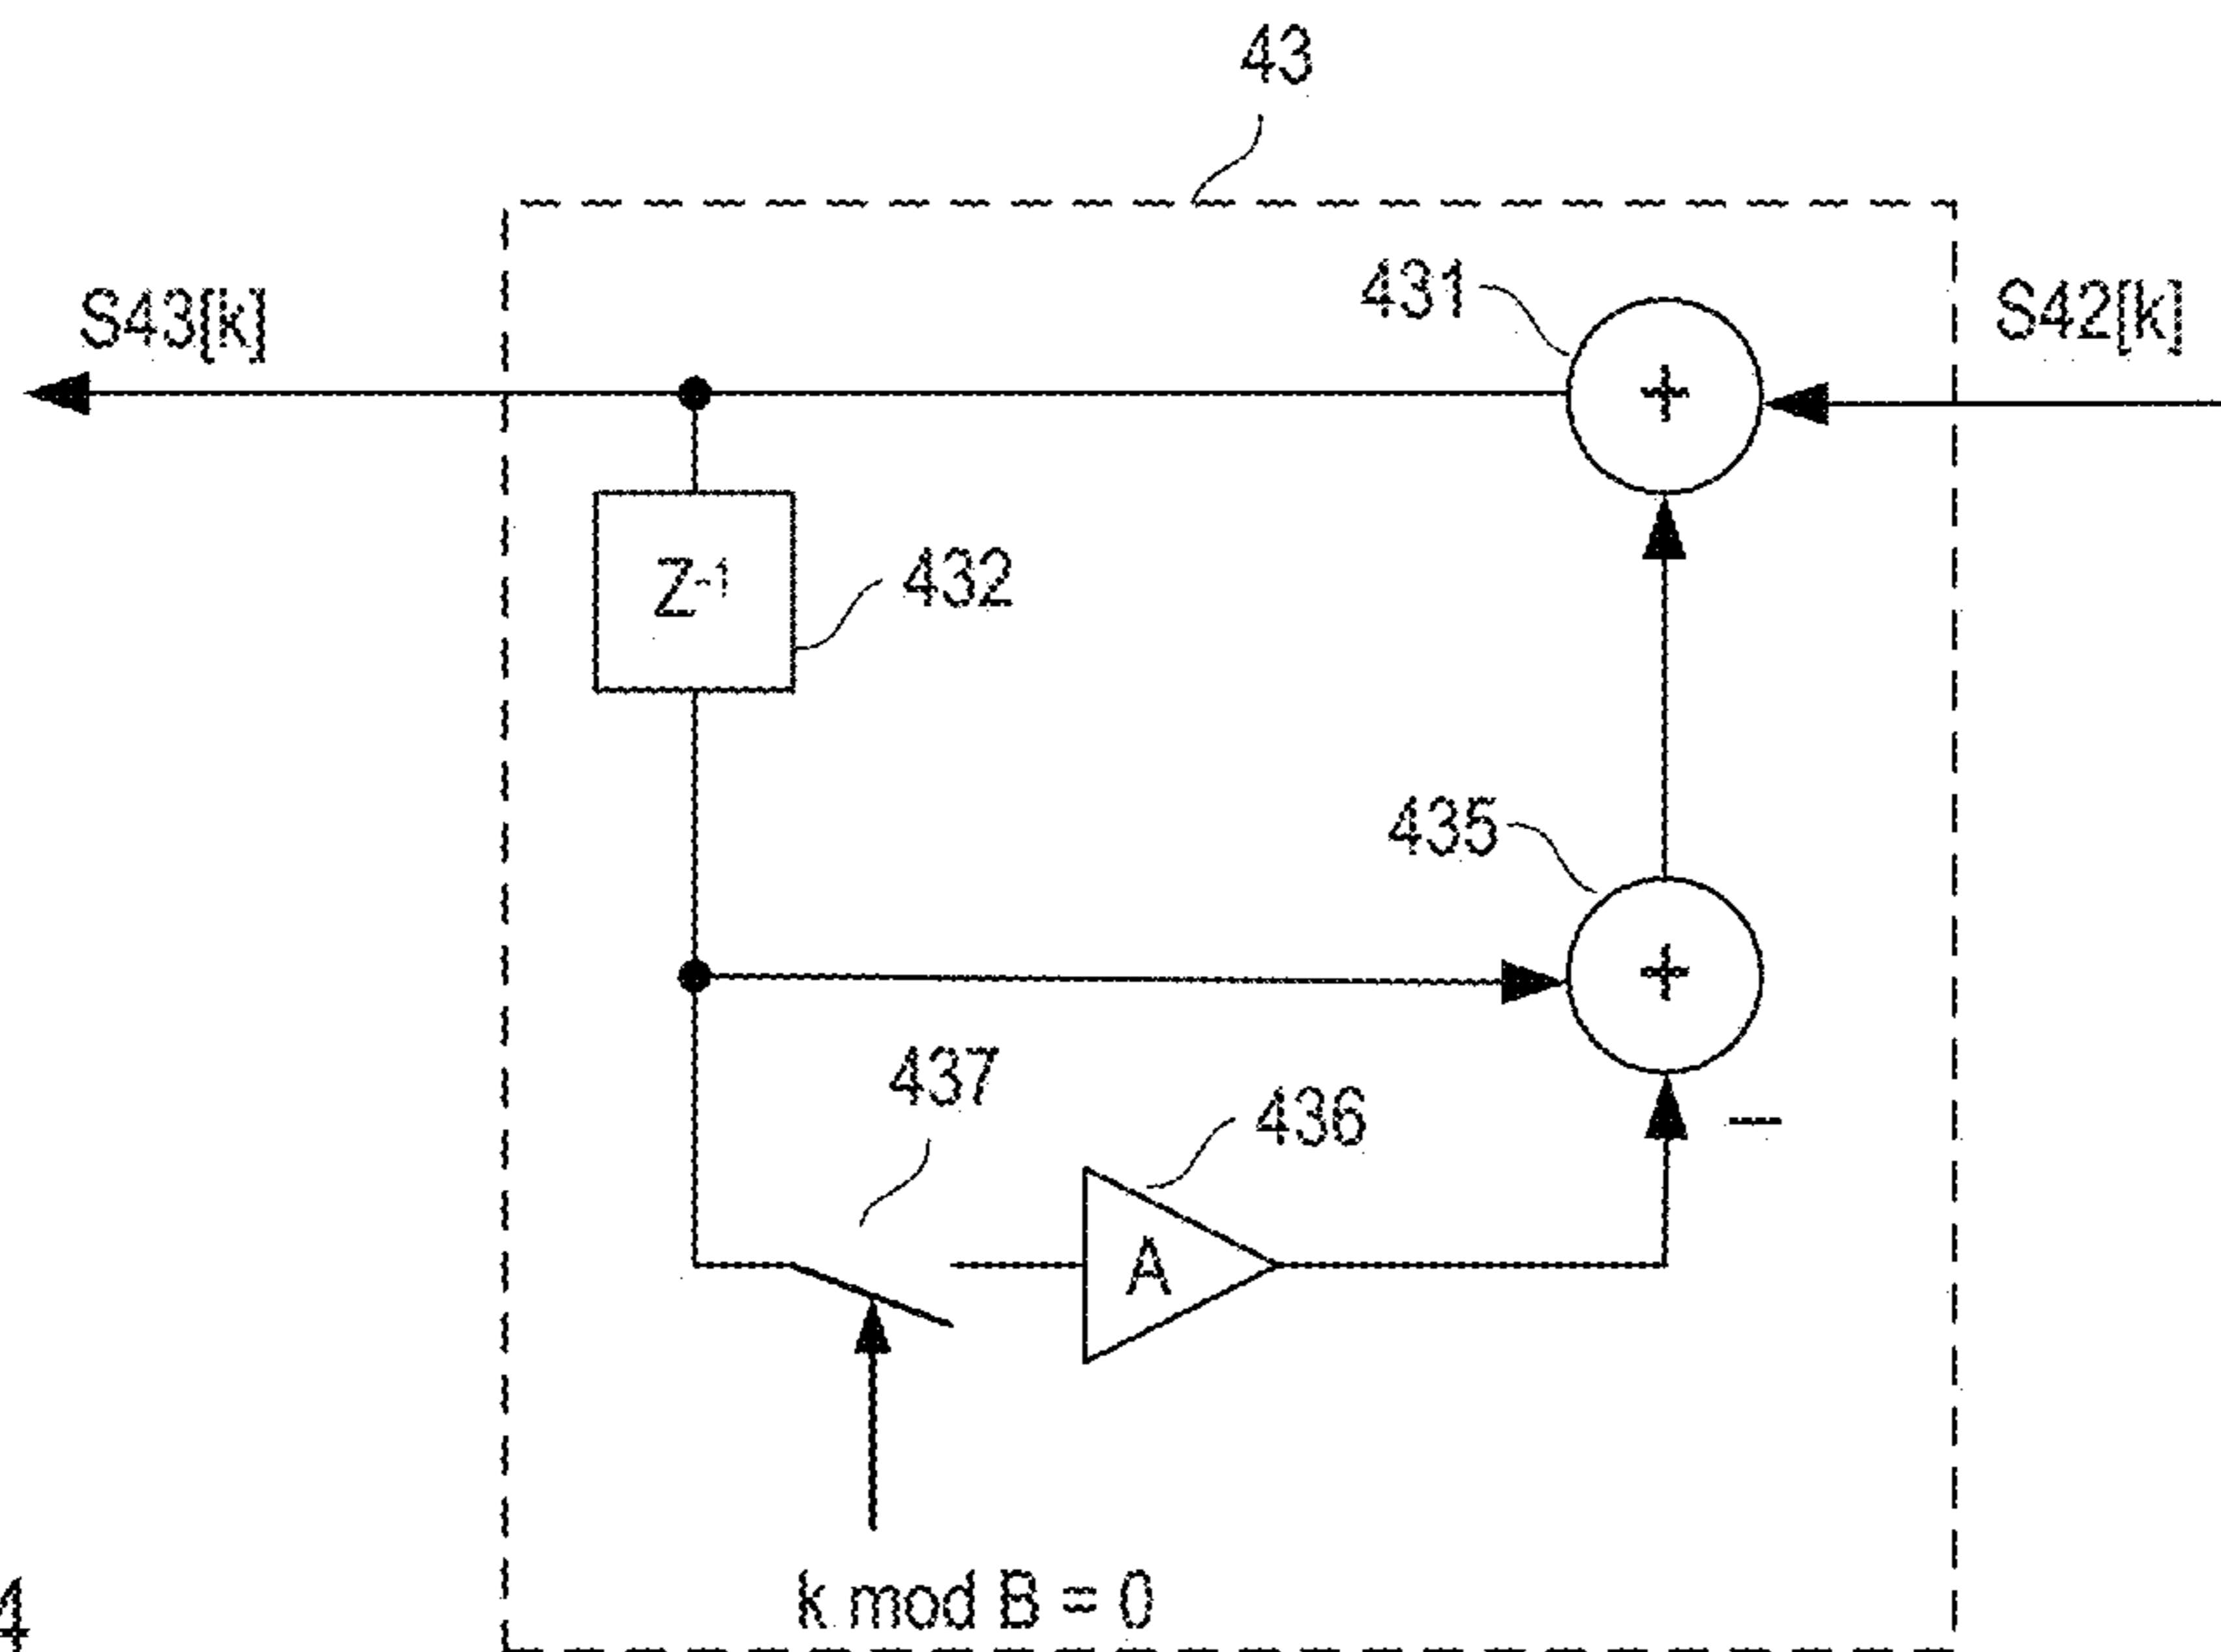 43
431
S43[k]
S42[k]
+
Z-1
432
435
+
437
436
–
A
k mod B = 0
4